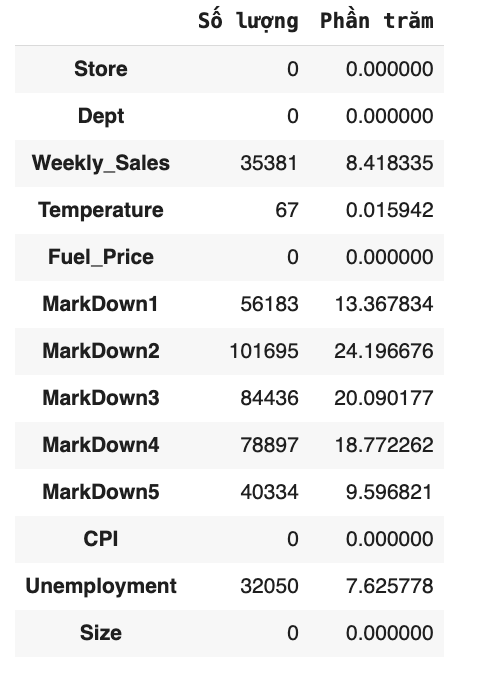 Số lượng Phần trăm
Store 0 0.000000
Dept 0 0.000000
Weekly_Sales 35381 8.418335
Temperature 67 0.015942
Fuel_Price 0 0.000000
MarkDown1 56183 13.367834
MarkDown2 101695 24.196676
MarkDown3 84436 20.090177
MarkDown4 78897 18.772262
MarkDown5 40334 9.596821
CPI 0 0.000000
Unemployment 32050 7.625778
Size 0 0.000000